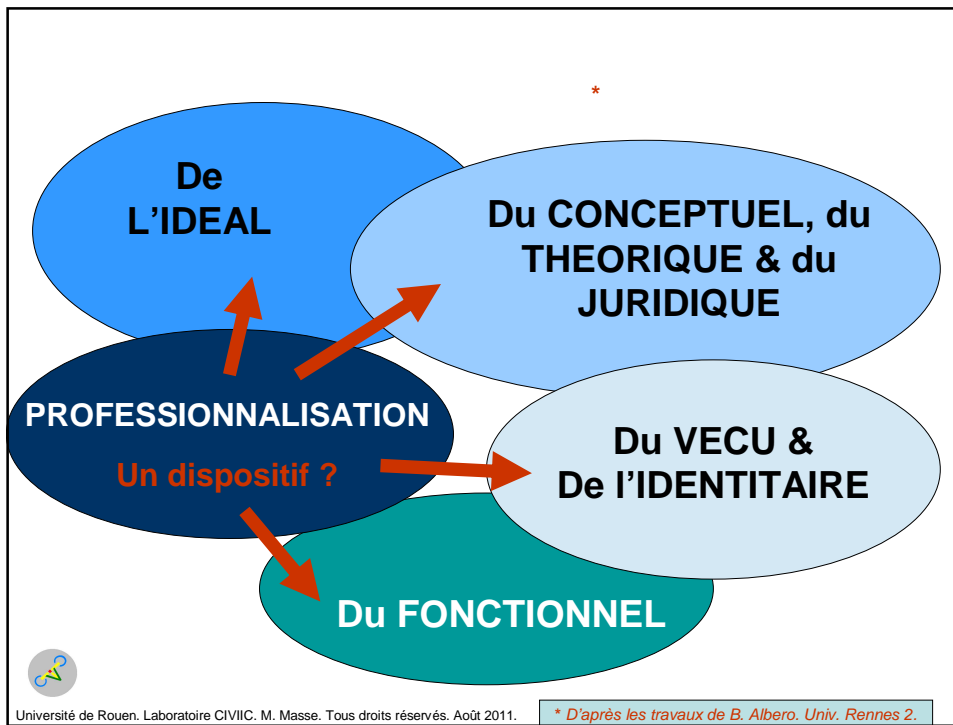 *
De
L'IDEAL
Du CONCEPTUEL, du
THEORIQUE & du
JURIDIQUE
PROFESSIONNALISATION
Un dispositif ?
Du VECU &
De l'IDENTITAIRE
Du FONCTIONNEL
Université de Rouen. Laboratoire CIVIIC. M. Masse. Tous droits réservés. Août 2011.
* D'après les travaux de B. Albero. Univ. Rennes 2.